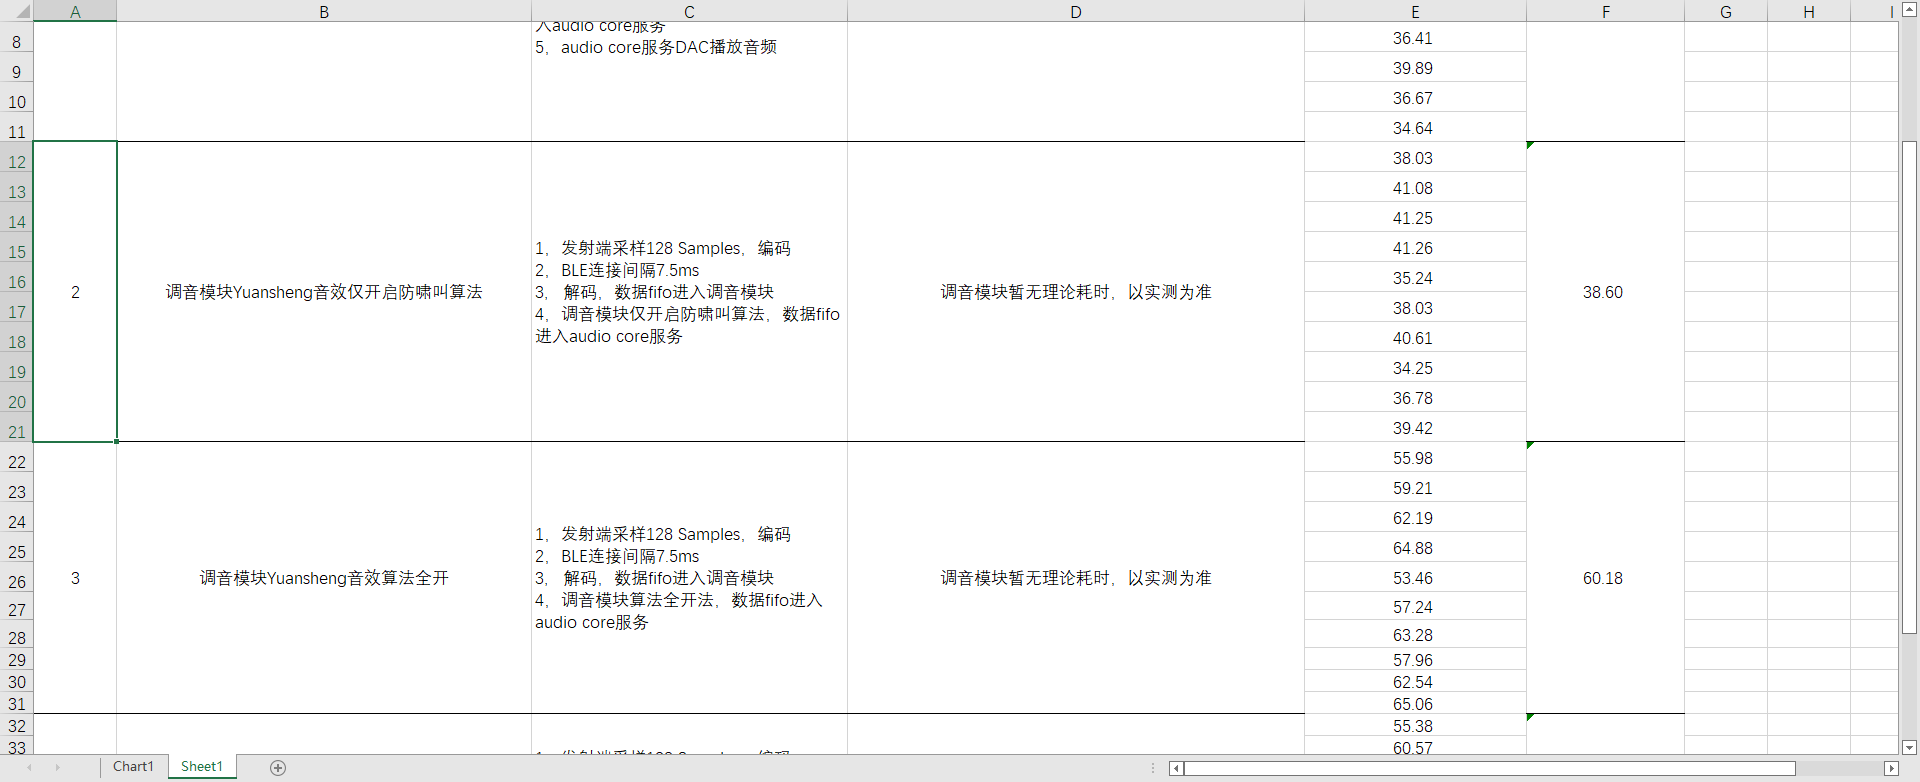 A B C D E F G H I
入audio core服务
8 5，audio core服务DAC播放音频 36.41
9 39.89
10 36.67
11 34.64
12 38.03
13 41.08
14 41.25
15 1，发射端采样128 Samples，编码 41.26
2，BLE连接间隔7.5ms
16 35.24
2 调音模块Yuansheng音效仅开启防啸叫算法 3， 解码，数据fifo进入调音模块 调音模块暂无理论耗时，以实测为准 38.60
17 4，调音模块仅开启防啸叫算法，数据fifo 38.03
18 进入audio core服务 40.61
19 34.25
20 36.78
21 39.42
22 55.98
23 59.21
24 62.19
1，发射端采样128 Samples，编码
25 2，BLE连接间隔7.5ms 64.88
26 53.46
3 调音模块Yuansheng音效算法全开 3， 解码，数据fifo进入调音模块 调音模块暂无理论耗时，以实测为准 60.18
27 4，调音模块算法全开法，数据fifo进入 57.24
audio core服务
28 63.28
29 57.96
30 62.54
31 65.06
32 55.38
33 1，发射端采样128 Samples，编码 60.57
Chart1 Sheet1